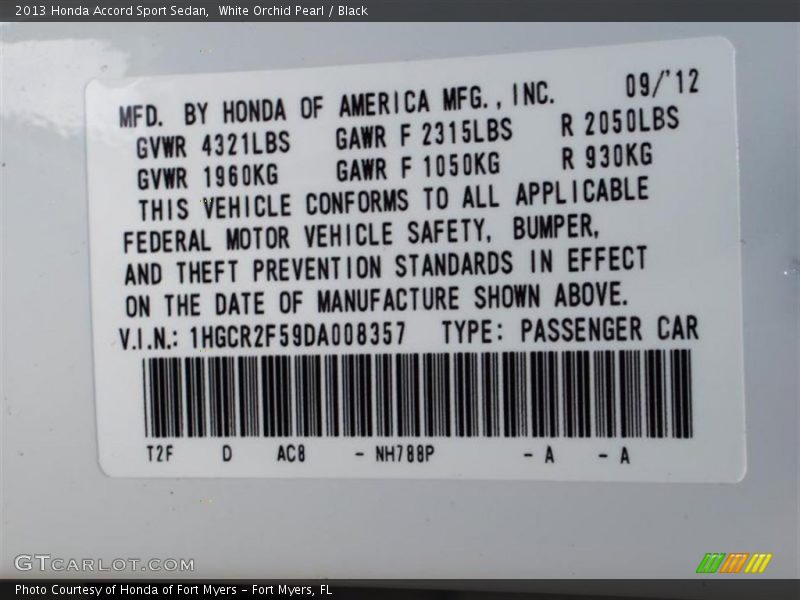 2013 Honda Accord Sport Sedan,  White Orchid Pearl / Black
MFD. BY HONDA OF AMERICA MFG., INC. 09/'12
GVWR 4321LBS GAWR F 2315LBS R 2050LBS
GVWR 1960KG GAWR F 1050KG R 930KG
THIS VEHICLE CONFORMS TO ALL APPLICABLE
FEDERAL MOTOR VEHICLE SAFETY, BUMPER,
AND THEFT PREVENTION STANDARDS IN EFFECT
ON THE DATE OF MANUFACTURE SHOWN ABOVE.
V.I.N.: 1HGCR2F59DA008357 TYPE: PASSENGER CAR
T2F D AC8 - NH788P - A - A
GTCARLOT.COM
Photo Courtesy of Honda of Fort Myers - Fort Myers, FL